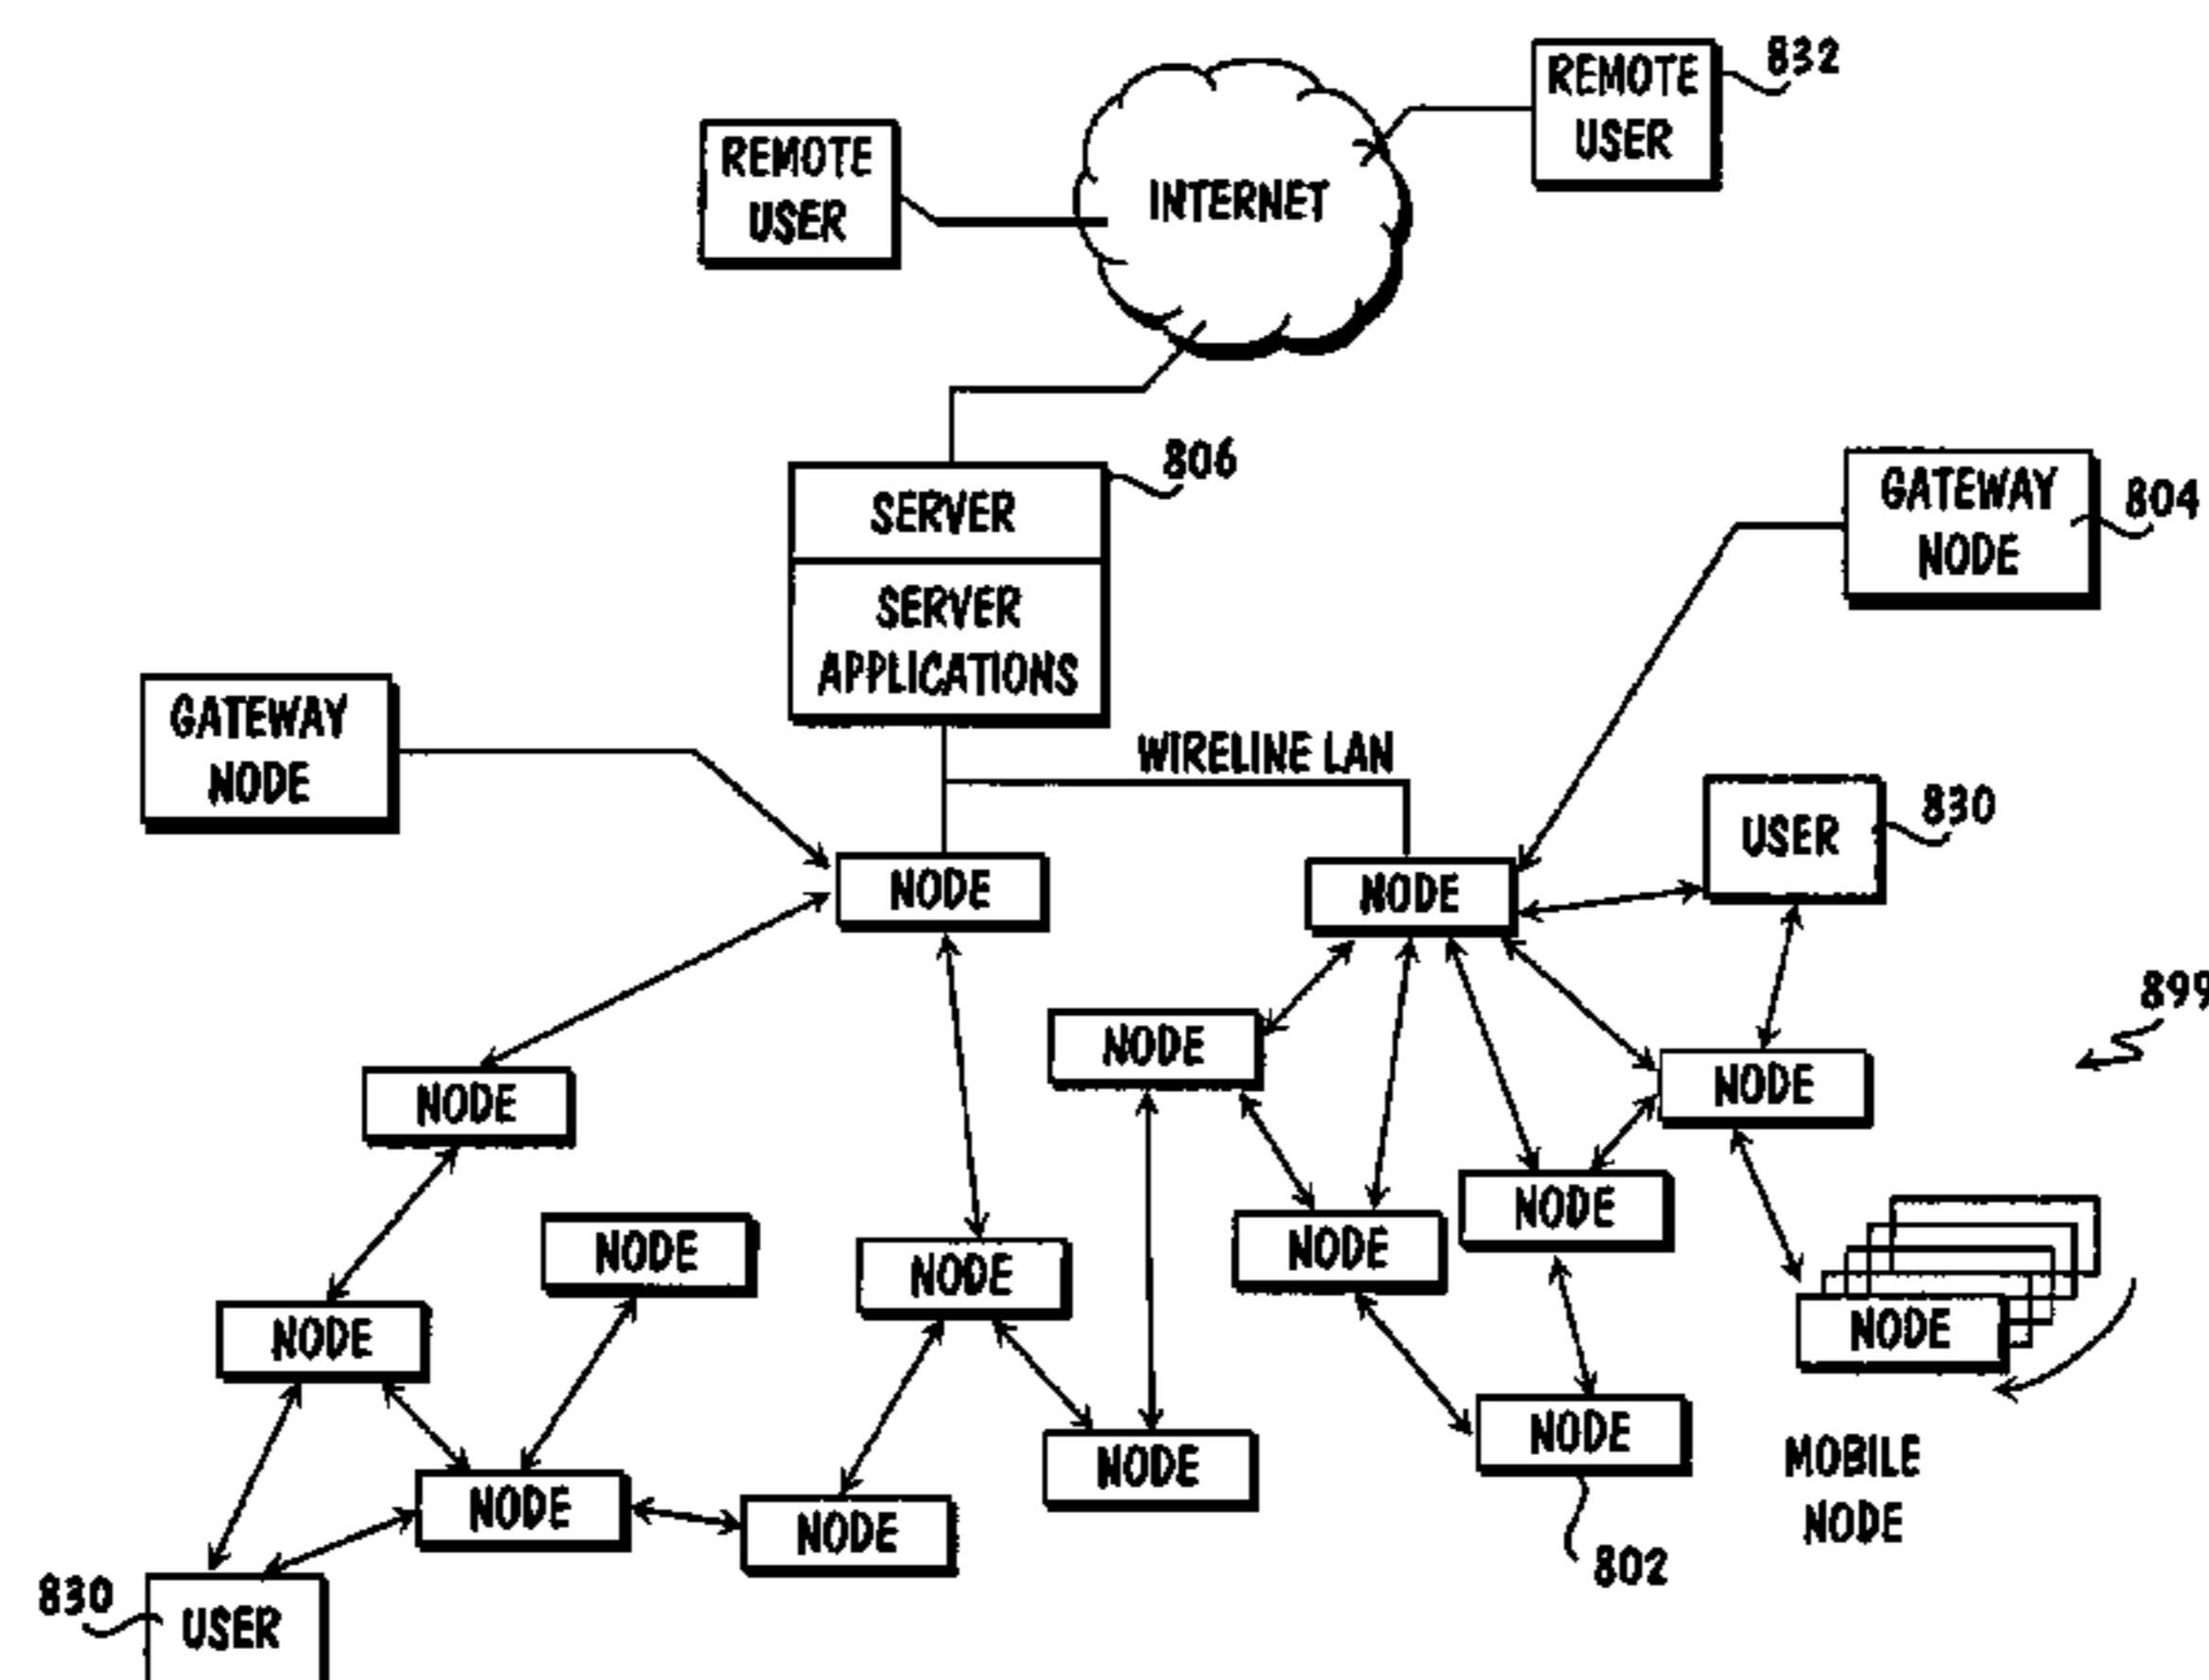 832
REMOTE
USER
REMOTE
USER
INTERNET
806
SERVER
SERVER
APPLICATIONS
GATEWAY
NODE
804
GATEWAY
NODE
WIRELINE LAN
USER
830
NODE
NODE
899
NODE
NODE
NODE
NODE
NODE
NODE
NODE
NODE
NODE
NODE
NODE
NODE
NODE
NODE
MOBILE
NODE
802
830
USER